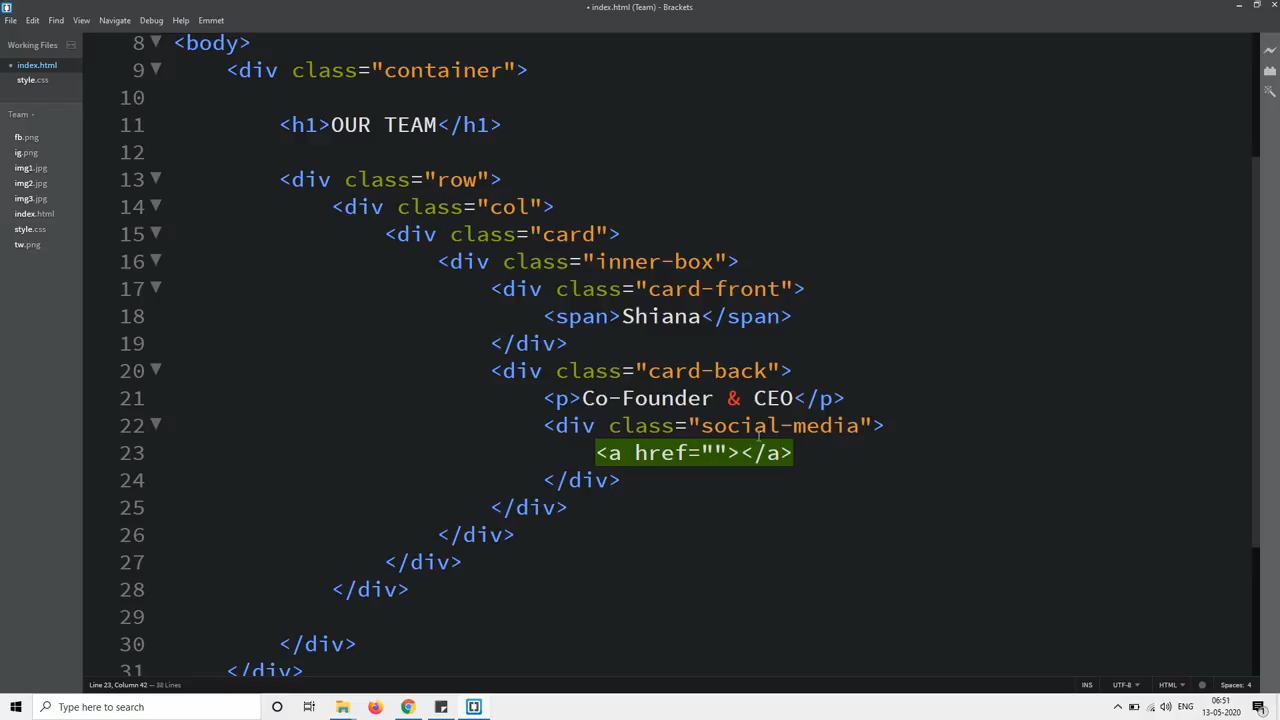 • index.html (Team) - Brackets
File Edit Find View Navigate Debug Help Emmet
Working Files
• index.html
style.css
Team
fb.png
ig.png
img1.jpg
img2.jpg
img3.jpg
index.html
style.css
tw.png
8 <body>
9 <div class="container">
10
11 <h1>OUR TEAM</h1>
12
13 <div class="row">
14 <div class="col">
15 <div class="card">
16 <div class="inner-box">
17 <div class="card-front">
18 <span>Shiana</span>
19 </div>
20 <div class="card-back">
21 <p>Co-Founder & CEO</p>
22 <div class="social-media">
23 <a href=""></a>
24 </div>
25 </div>
26 </div>
27 </div>
28 </div>
29
30 </div>
31 </div>
Line 23, Column 42 — 38 Lines
INS UTF-8 HTML Spaces: 4
Type here to search
06:51
13-05-2020
1